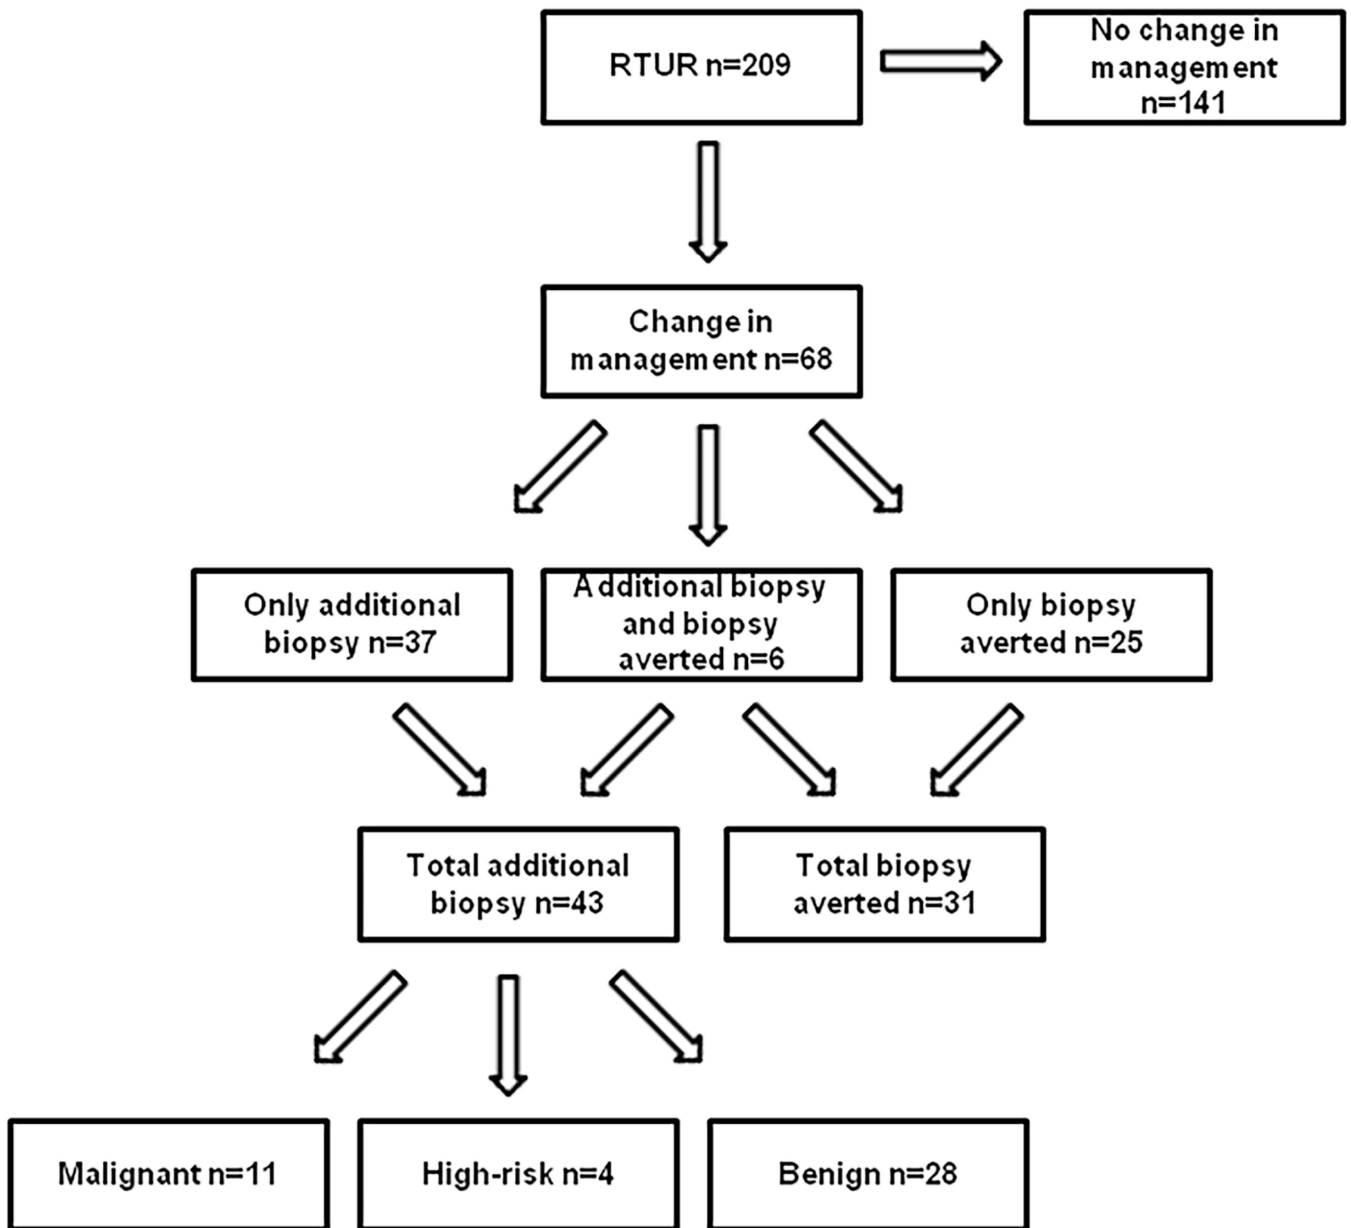 RTUR n=209
No change in
management
n=141
Change in
management n=68
Only additional
biopsy n=37
Additional biopsy
and biopsy
averted n=6
Only biopsy
averted n=25
Total additional
biopsy n=43
Total biopsy
averted n=31
Malignant n=11
High-risk n=4
Benign n=28